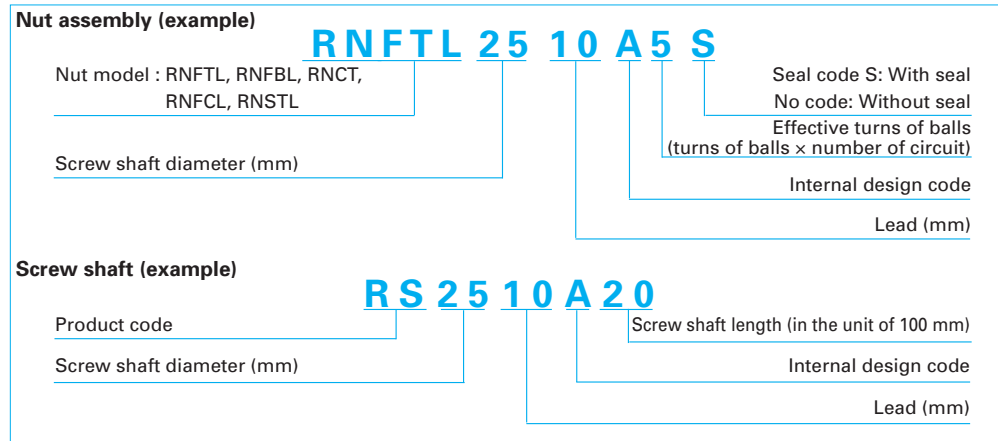 Nut assembly (example)
RNFTL 25 10 A 5 S
Nut model : RNFTL, RNFBL, RNCT,
RNFCL, RNSTL
Seal code S: With seal
No code: Without seal
Effective turns of balls
(turns of balls × number of circuit)
Screw shaft diameter (mm)
Internal design code
Lead (mm)
Screw shaft (example)
RS 25 10 A 20
Product code
Screw shaft length (in the unit of 100 mm)
Screw shaft diameter (mm)
Internal design code
Lead (mm)